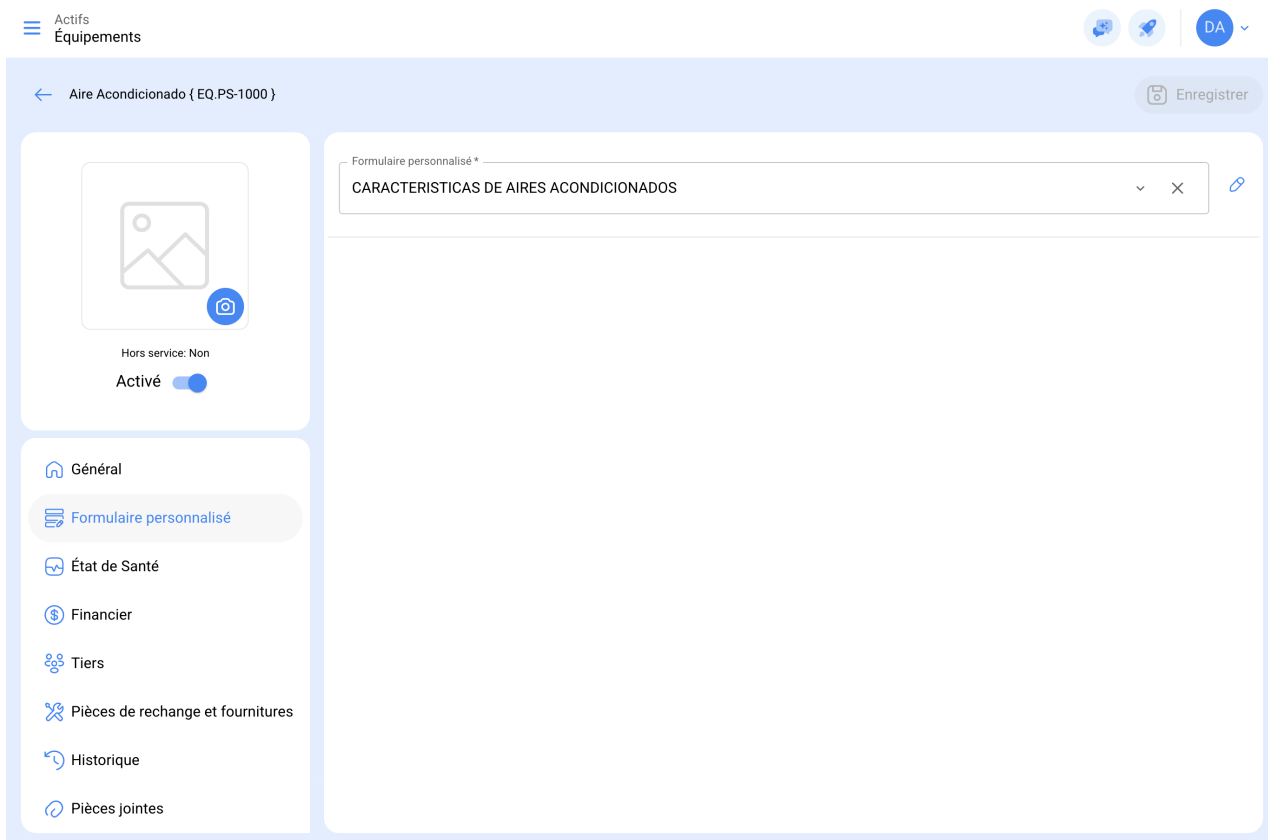 Actifs
Équipements
DA
Aire Acondicionado { EQ.PS-1000 }
Enregistrer
Hors service: Non
Activé
Général
Formulaire personnalisé
État de Santé
Financier
Tiers
Pièces de rechange et fournitures
Historique
Pièces jointes
Formulaire personnalisé *
CARACTERISTICAS DE AIRES ACONDICIONADOS